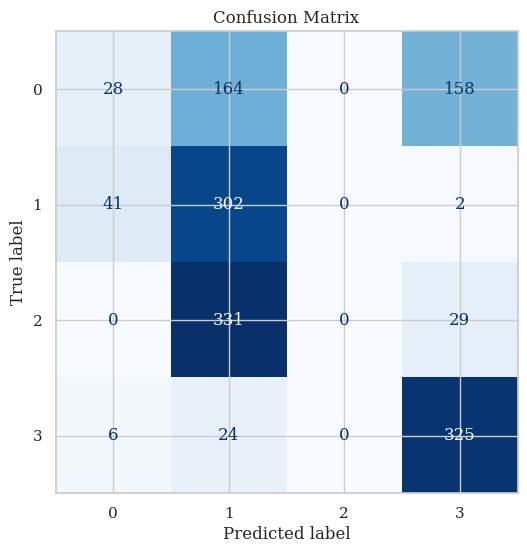 Confusion Matrix
True label
0 28 164 0 158
1 41 302 0 2
2 0 331 0 29
3 6 24 0 325
0 1 2 3
Predicted label